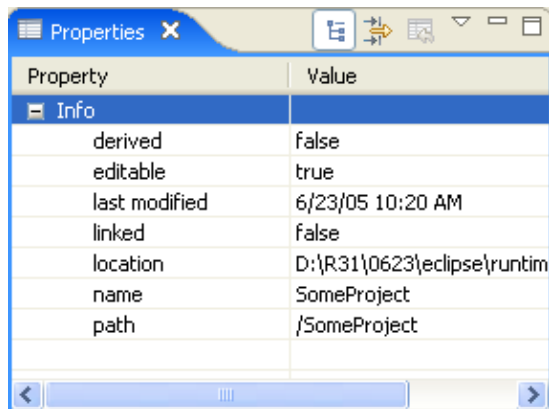 Properties
Property Value
Info
derived false
editable true
last modified 6/23/05 10:20 AM
linked false
location D:\R31\0623\eclipse\runtim
name SomeProject
path /SomeProject